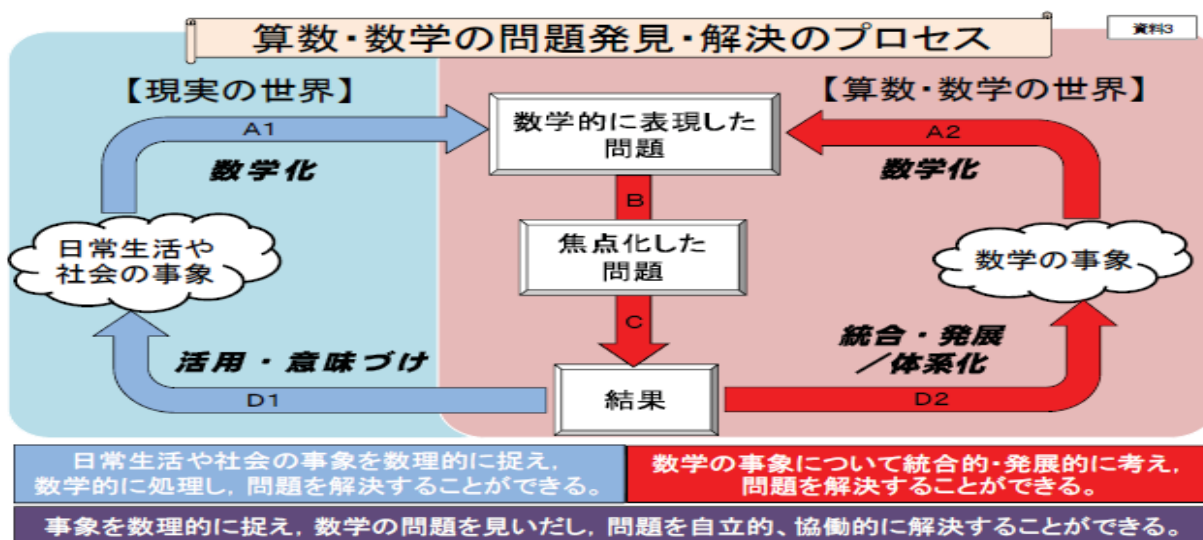 算数・数学の問題発見・解決のプロセス
資料3
【現実の世界】
【算数・数学の世界】
A1
数学化
数学的に表現した
問題
A2
数学化
B
日常生活や
社会の事象
焦点化した
問題
数学の事象
C
活用・意味づけ
統合・発展
／体系化
D1
結果
D2
日常生活や社会の事象を数理的に捉え，
数学的に処理し，問題を解決することができる。
数学の事象について統合的・発展的に考え，
問題を解決することができる。
事象を数理的に捉え，数学の問題を見いだし，問題を自立的、協働的に解決することができる。